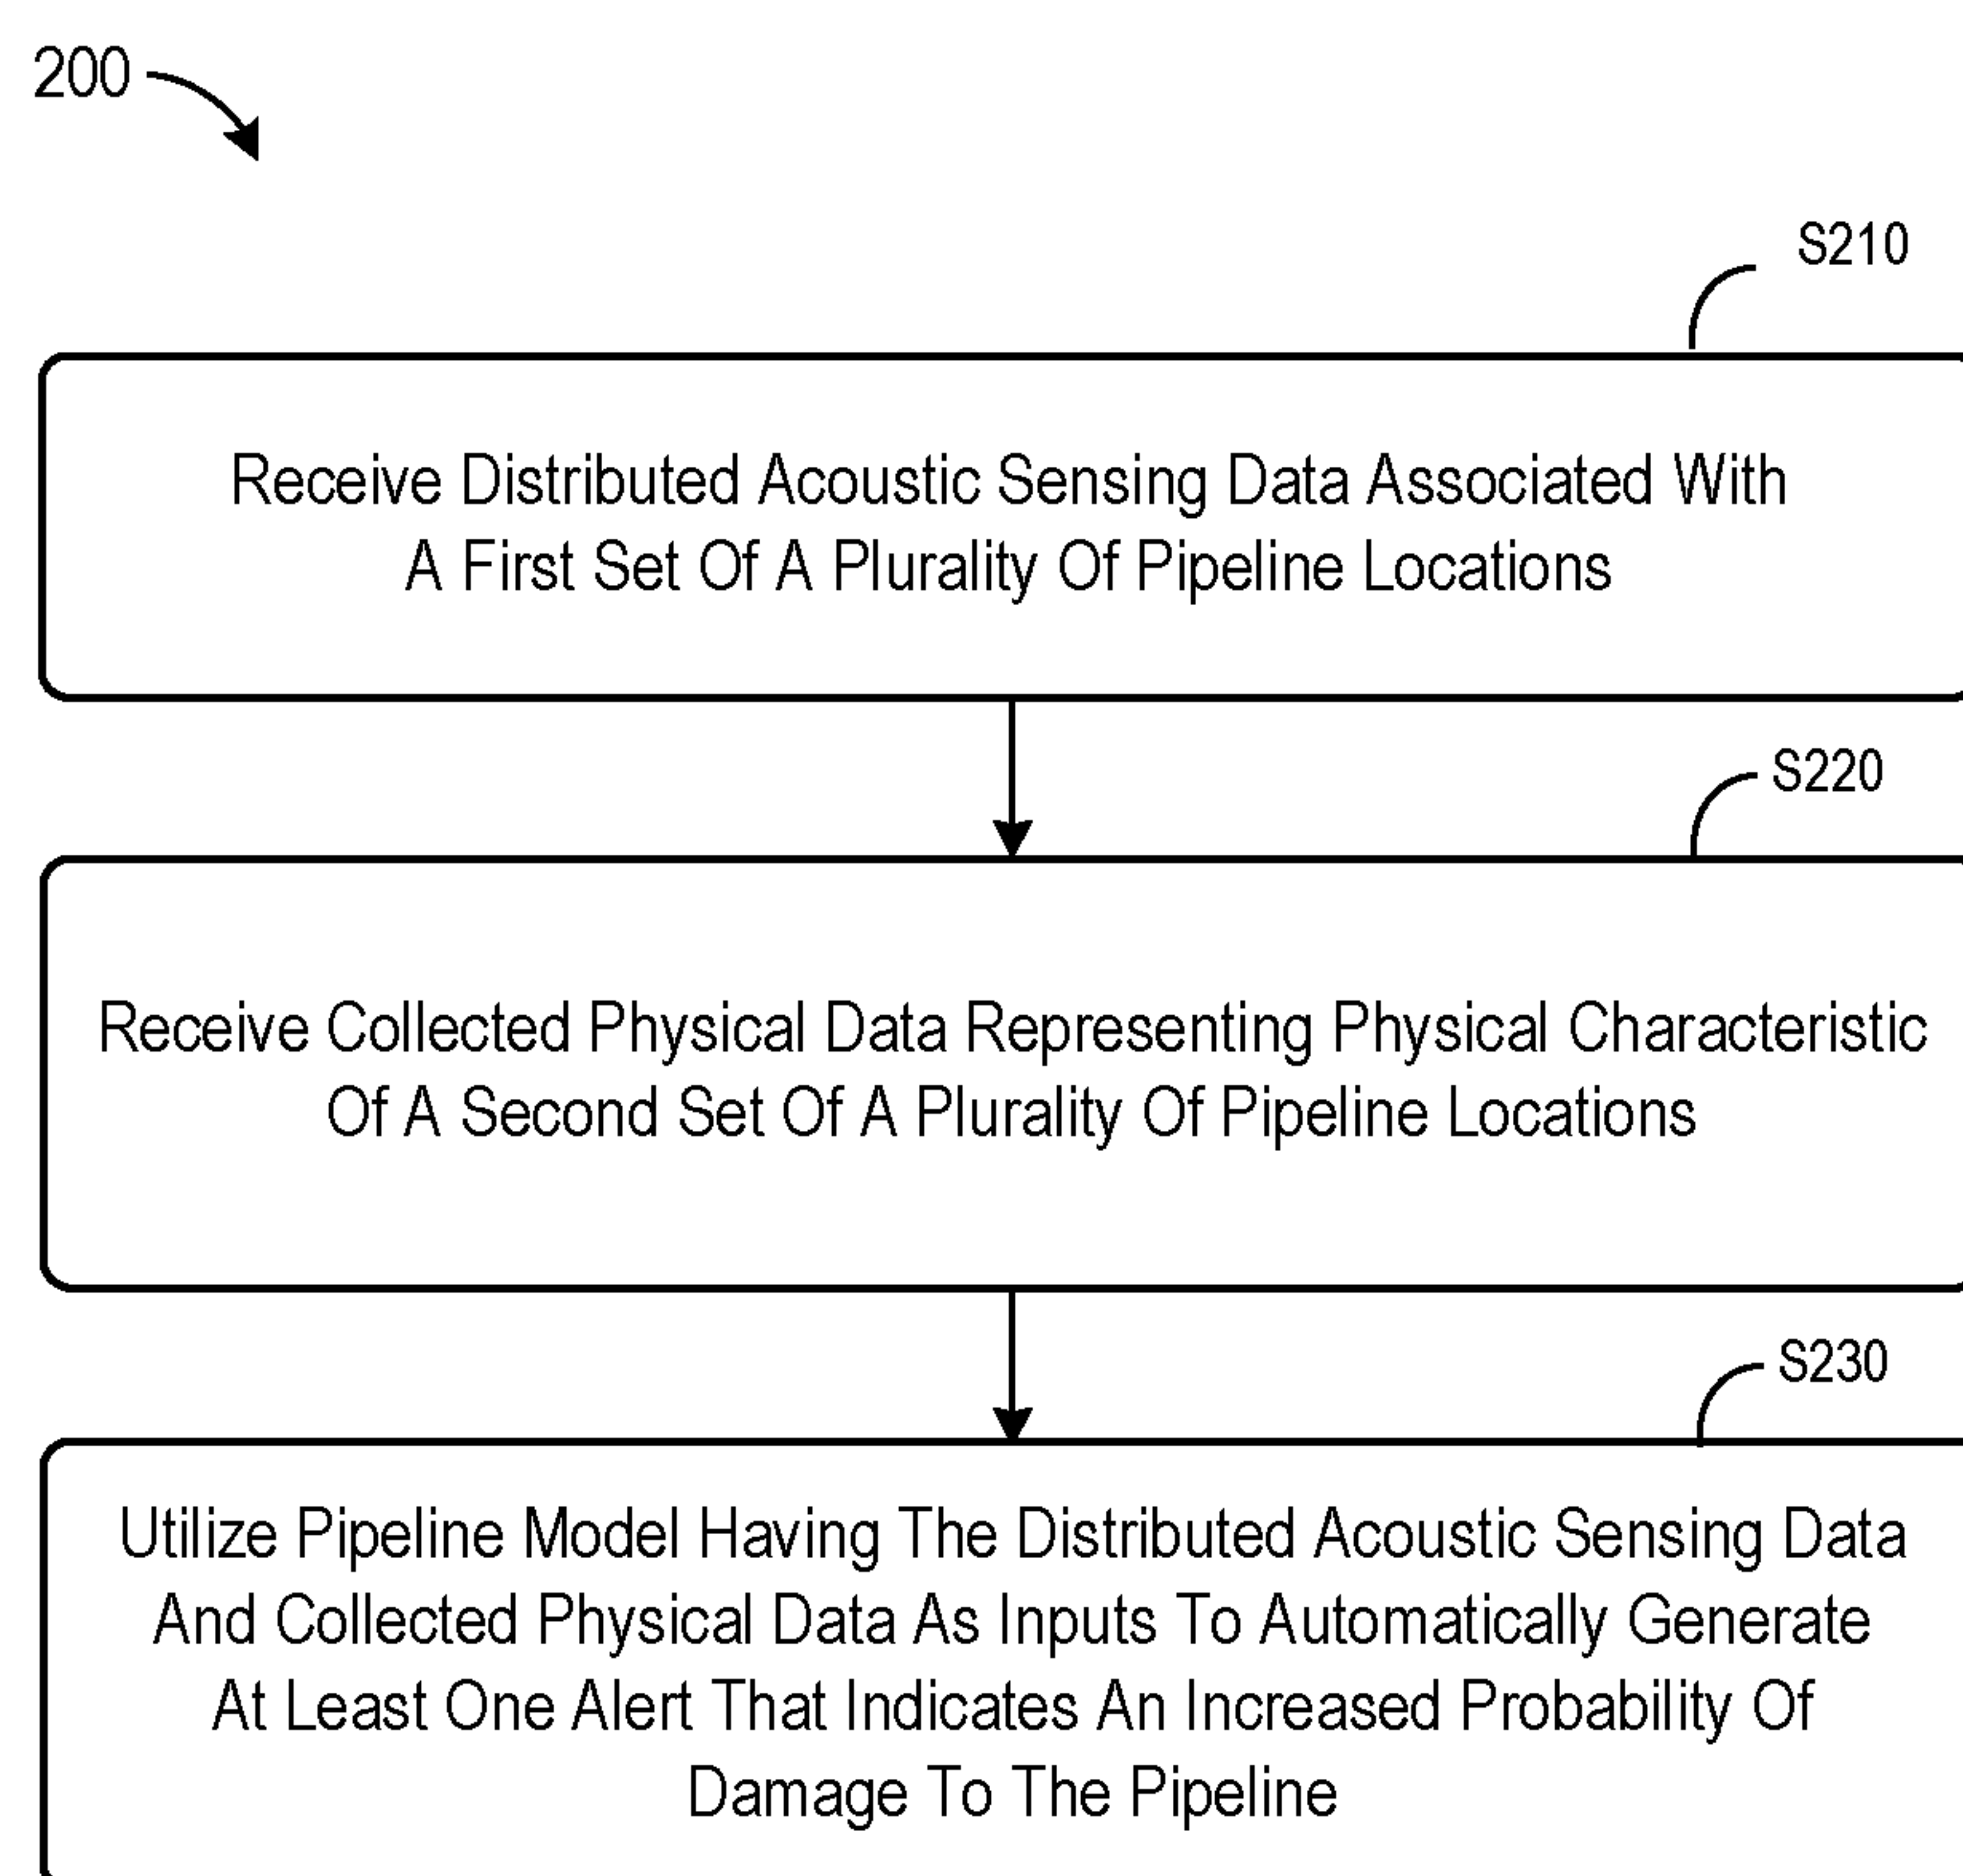 200
S210
Receive Distributed Acoustic Sensing Data Associated With
A First Set Of A Plurality Of Pipeline Locations
S220
Receive Collected Physical Data Representing Physical Characteristic
Of A Second Set Of A Plurality Of Pipeline Locations
S230
Utilize Pipeline Model Having The Distributed Acoustic Sensing Data
And Collected Physical Data As Inputs To Automatically Generate
At Least One Alert That Indicates An Increased Probability Of
Damage To The Pipeline